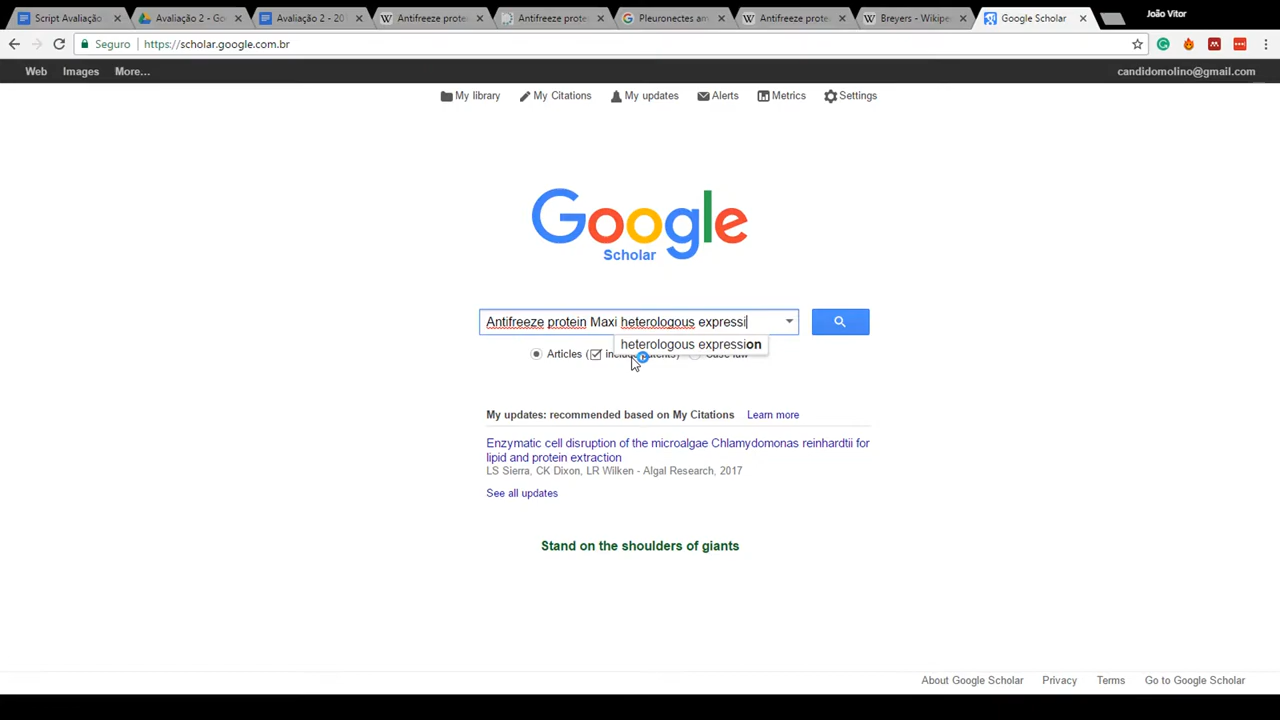 Script Avaliação
Avaliação 2 - Go
Avaliação 2 - 20
Antifreeze prote
Antifreeze prote
Pleuronectes am
Antifreeze prote
Breyers - Wikipe
Google Scholar
João Vitor
Seguro
https://scholar.google.com.br
Web
Images
More...
candidomolino@gmail.com
My library
My Citations
My updates
Alerts
Metrics
Settings
Google
Scholar
Antifreeze protein Maxi heterologous expressi
heterologous expression
Articles
My updates: recommended based on My Citations
Learn more
Enzymatic cell disruption of the microalgae Chlamydomonas reinhardtii for
lipid and protein extraction
LS Sierra, CK Dixon, LR Wilken - Algal Research, 2017
See all updates
Stand on the shoulders of giants
About Google Scholar
Privacy
Terms
Go to Google Scholar